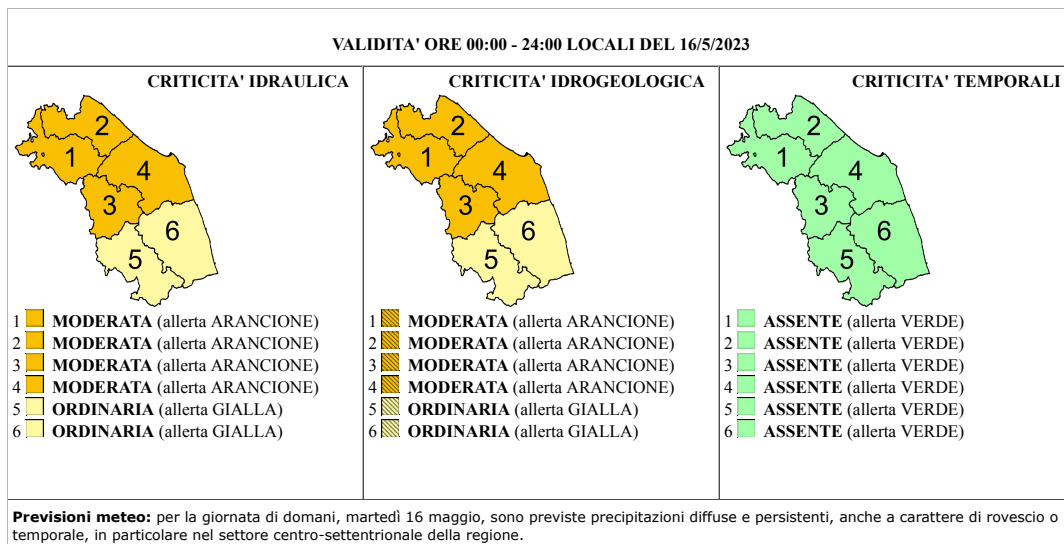 VALIDITA' ORE 00:00 - 24:00 LOCALI DEL 16/5/2023
CRITICITA' IDRAULICA
2
1
4
3
6
5
1 MODERATA (allerta ARANCIONE)
2 MODERATA (allerta ARANCIONE)
3 MODERATA (allerta ARANCIONE)
4 MODERATA (allerta ARANCIONE)
5 ORDINARIA (allerta GIALLA)
6 ORDINARIA (allerta GIALLA)
CRITICITA' IDROGEOLOGICA
2
1
4
3
6
5
1 MODERATA (allerta ARANCIONE)
2 MODERATA (allerta ARANCIONE)
3 MODERATA (allerta ARANCIONE)
4 MODERATA (allerta ARANCIONE)
5 ORDINARIA (allerta GIALLA)
6 ORDINARIA (allerta GIALLA)
CRITICITA' TEMPORALI
2
1
4
3
6
5
1 ASSENTE (allerta VERDE)
2 ASSENTE (allerta VERDE)
3 ASSENTE (allerta VERDE)
4 ASSENTE (allerta VERDE)
5 ASSENTE (allerta VERDE)
6 ASSENTE (allerta VERDE)
Previsioni meteo: per la giornata di domani, martedì 16 maggio, sono previste precipitazioni diffuse e persistenti, anche a carattere di rovescio o
temporale, in particolare nel settore centro-settentrionale della regione.